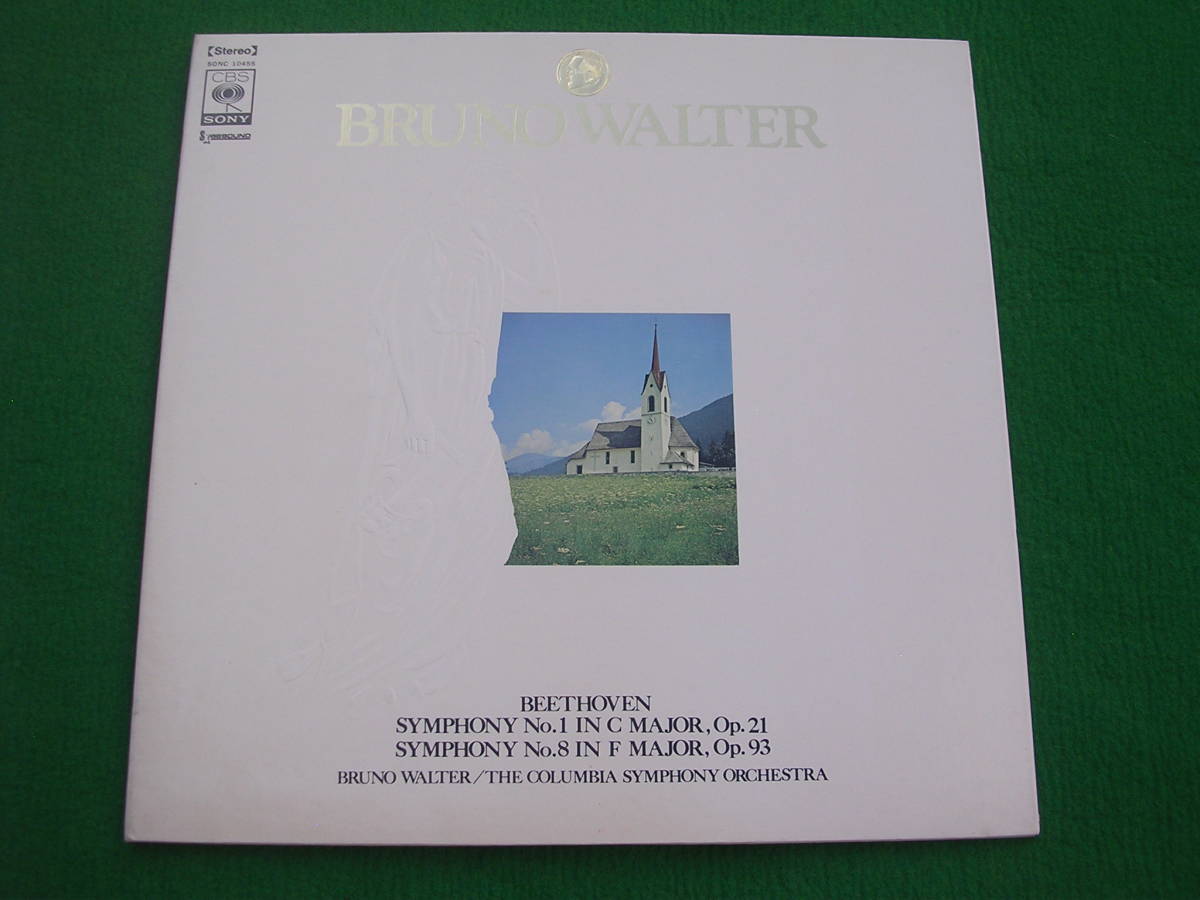 【Stereo】
SONC 10455
CBS
SONY
BRUNO WALTER
BEETHOVEN
SYMPHONY No.1 IN C MAJOR, Op.21
SYMPHONY No.8 IN F MAJOR, Op.93
BRUNO WALTER/THE COLUMBIA SYMPHONY ORCHESTRA